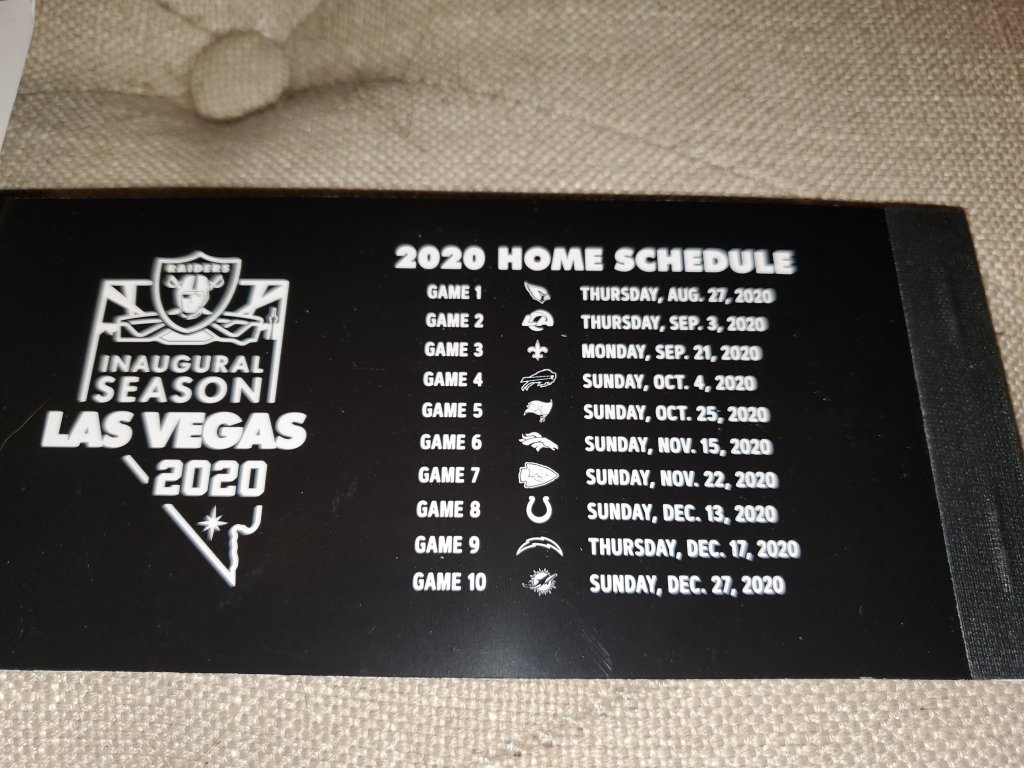 RAIDERS
INAUGURAL
SEASON
LAS VEGAS
2020
2020 HOME SCHEDULE
GAME 1 THURSDAY, AUG. 27, 2020
GAME 2 THURSDAY, SEP. 3, 2020
GAME 3 MONDAY, SEP. 21, 2020
GAME 4 SUNDAY, OCT. 4, 2020
GAME 5 SUNDAY, OCT. 25, 2020
GAME 6 SUNDAY, NOV. 15, 2020
GAME 7 SUNDAY, NOV. 22, 2020
GAME 8 SUNDAY, DEC. 13, 2020
GAME 9 THURSDAY, DEC. 17, 2020
GAME 10 SUNDAY, DEC. 27, 2020